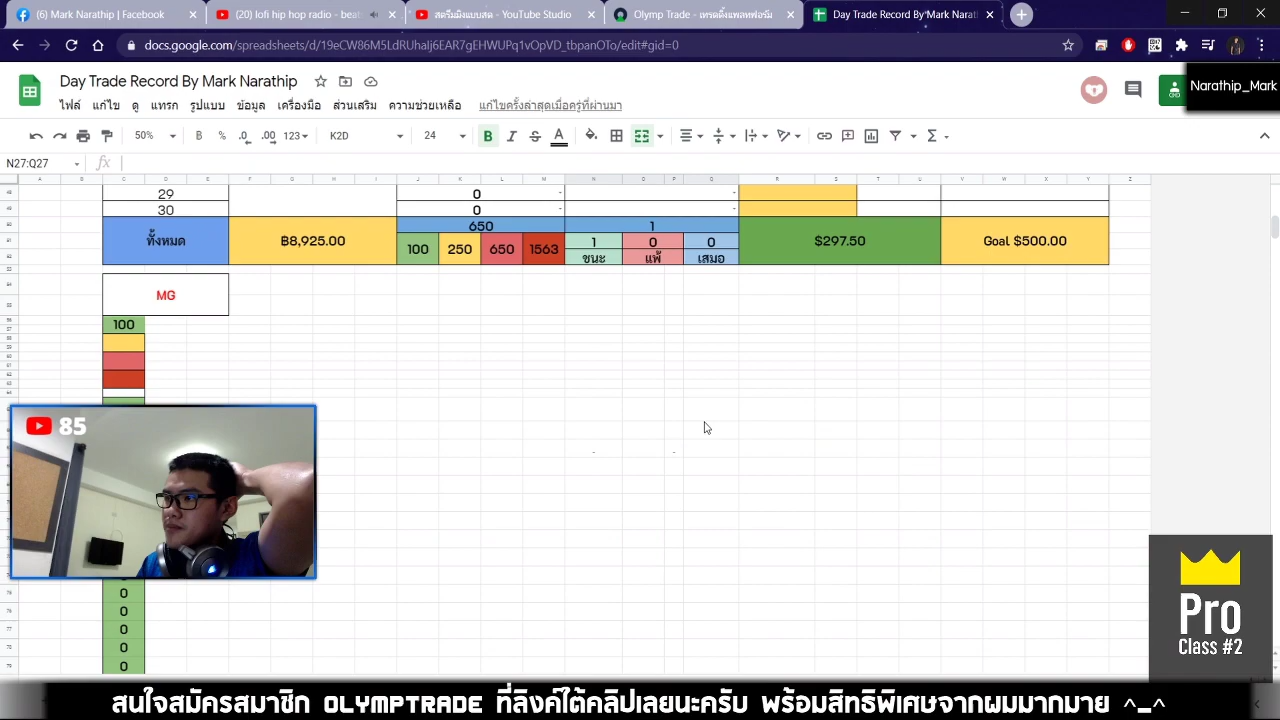 (6) Mark Narathip | Facebook
(20) lofi hip hop radio - beat
สตรีมมิงแบบสด - YouTube Studio
Olymp Trade - เทรดดิ้งแพลทฟอร์ม
Day Trade Record By Mark Narat
docs.google.com/spreadsheets/d/19eCW86M5LdRUhaIj6EAR7gEHWUPq1vOpVD_tbpanOTo/edit#gid=0
Day Trade Record By Mark Narathip
Narathip_Mark
ไฟล์ แก้ไข ดู แทรก รูปแบบ ข้อมูล เครื่องมือ ส่วนเสริม ความช่วยเหลือ แก้ไขครั้งล่าสุดเมื่อครู่ที่ผ่านมา
50% B % .0 .00 123 K2D 24 B I S A Σ
N27:Q27 fx
29 0
30 0
ทั้งหมด ฿8,925.00 650 1 $297.50 Goal $500.00
100 250 650 1563 1 0 0
ชนะ แพ้ เสมอ
MG
100
85
0
0
0
0
0
Pro
Class #2
สนใจสมัครสมาชิก OLYMPTRADE ที่ลิงค์ใต้คลิปเลยนะครับ พร้อมสิทธิพิเศษจากผมมากมาย ^_^